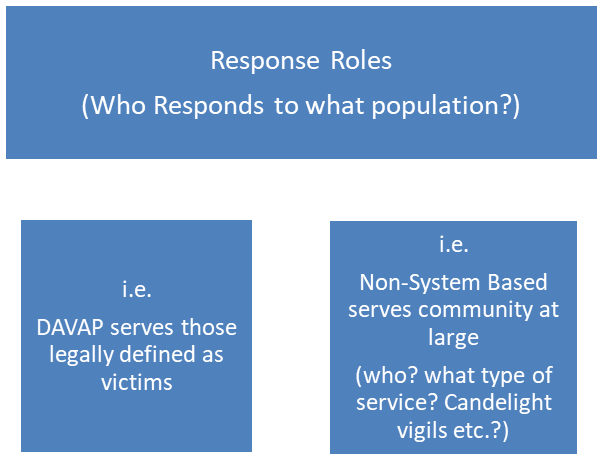 Response Roles
(Who Responds to what population?)
i.e.
DAVAP serves those
legally defined as
victims
i.e.
Non-System Based
serves community at
large
(who? what type of
service? Candelight
vigils etc.?)